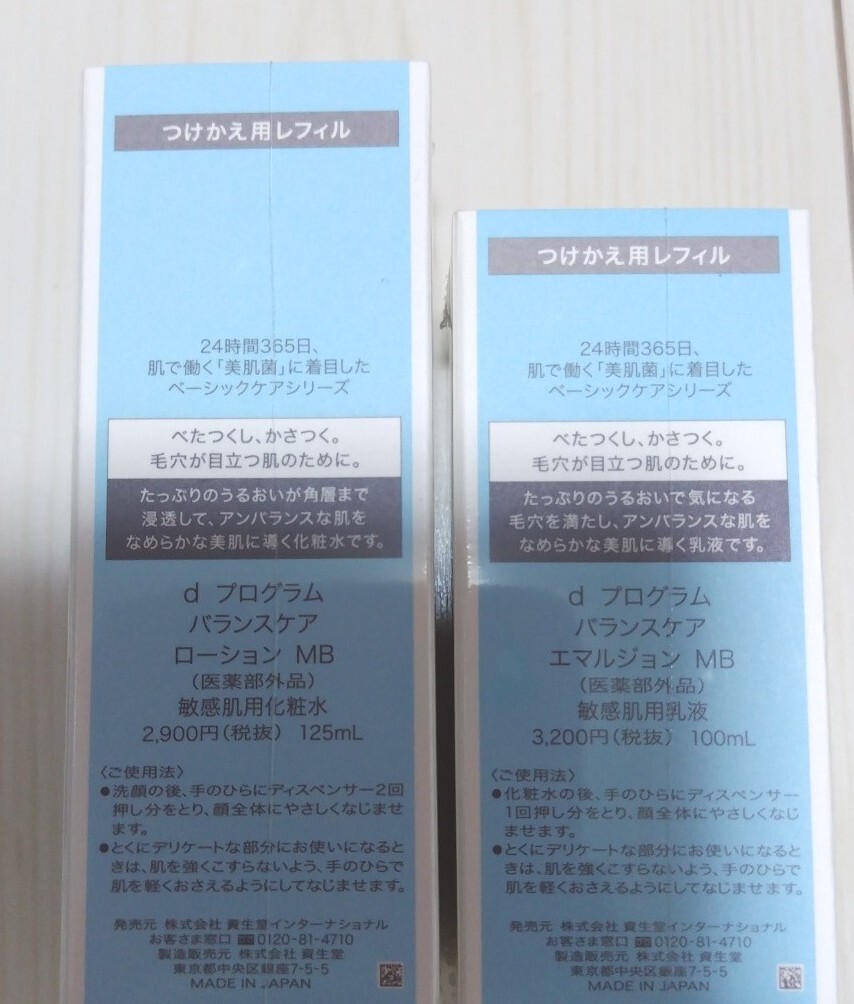 つけかえ用レフィル
24時間365日、
肌で働く「美肌菌」に着目した
ベーシックケアシリーズ
べたつくし、かさつく。
毛穴が目立つ肌のために。
たっぷりのうるおいが角層まで
浸透して、アンバランスな肌を
なめらかな美肌に導く化粧水です。
d プログラム
バランスケア
ローション MB
(医薬部外品)
敏感肌用化粧水
2,900円(税抜) 125mL
〈ご使用法〉
●洗顔の後、手のひらにディスペンサー2回
押し分をとり、顔全体にやさしくなじませ
ます。
●とくにデリケートな部分にお使いになると
きは、肌を強くこすらないよう、手のひらで
肌を軽くおさえるようにしてなじませます。
発売元 株式会社 資生堂インターナショナル
お客さま窓口 0120-81-4710
製造販売元 株式会社 資生堂
東京都中央区銀座7-5-5
MADE IN JAPAN
つけかえ用レフィル
24時間365日、
肌で働く「美肌菌」に着目した
ベーシックケアシリーズ
べたつくし、かさつく。
毛穴が目立つ肌のために。
たっぷりのうるおいで気になる
毛穴を満たし、アンバランスな肌を
なめらかな美肌に導く乳液です。
d プログラム
バランスケア
エマルジョン MB
(医薬部外品)
敏感肌用乳液
3,200円(税抜) 100mL
〈ご使用法〉
●化粧水の後、手のひらにディスペンサー
1回押し分をとり、顔全体にやさしくなじ
ませます。
●とくにデリケートな部分にお使いになると
きは、肌を強くこすらないよう、手のひらで
肌を軽くおさえるようにしてなじませます。
発売元 株式会社 資生堂インターナショナル
お客さま窓口 0120-81-4710
製造販売元 株式会社 資生堂
東京都中央区銀座7-5-5
MADE IN JAPAN